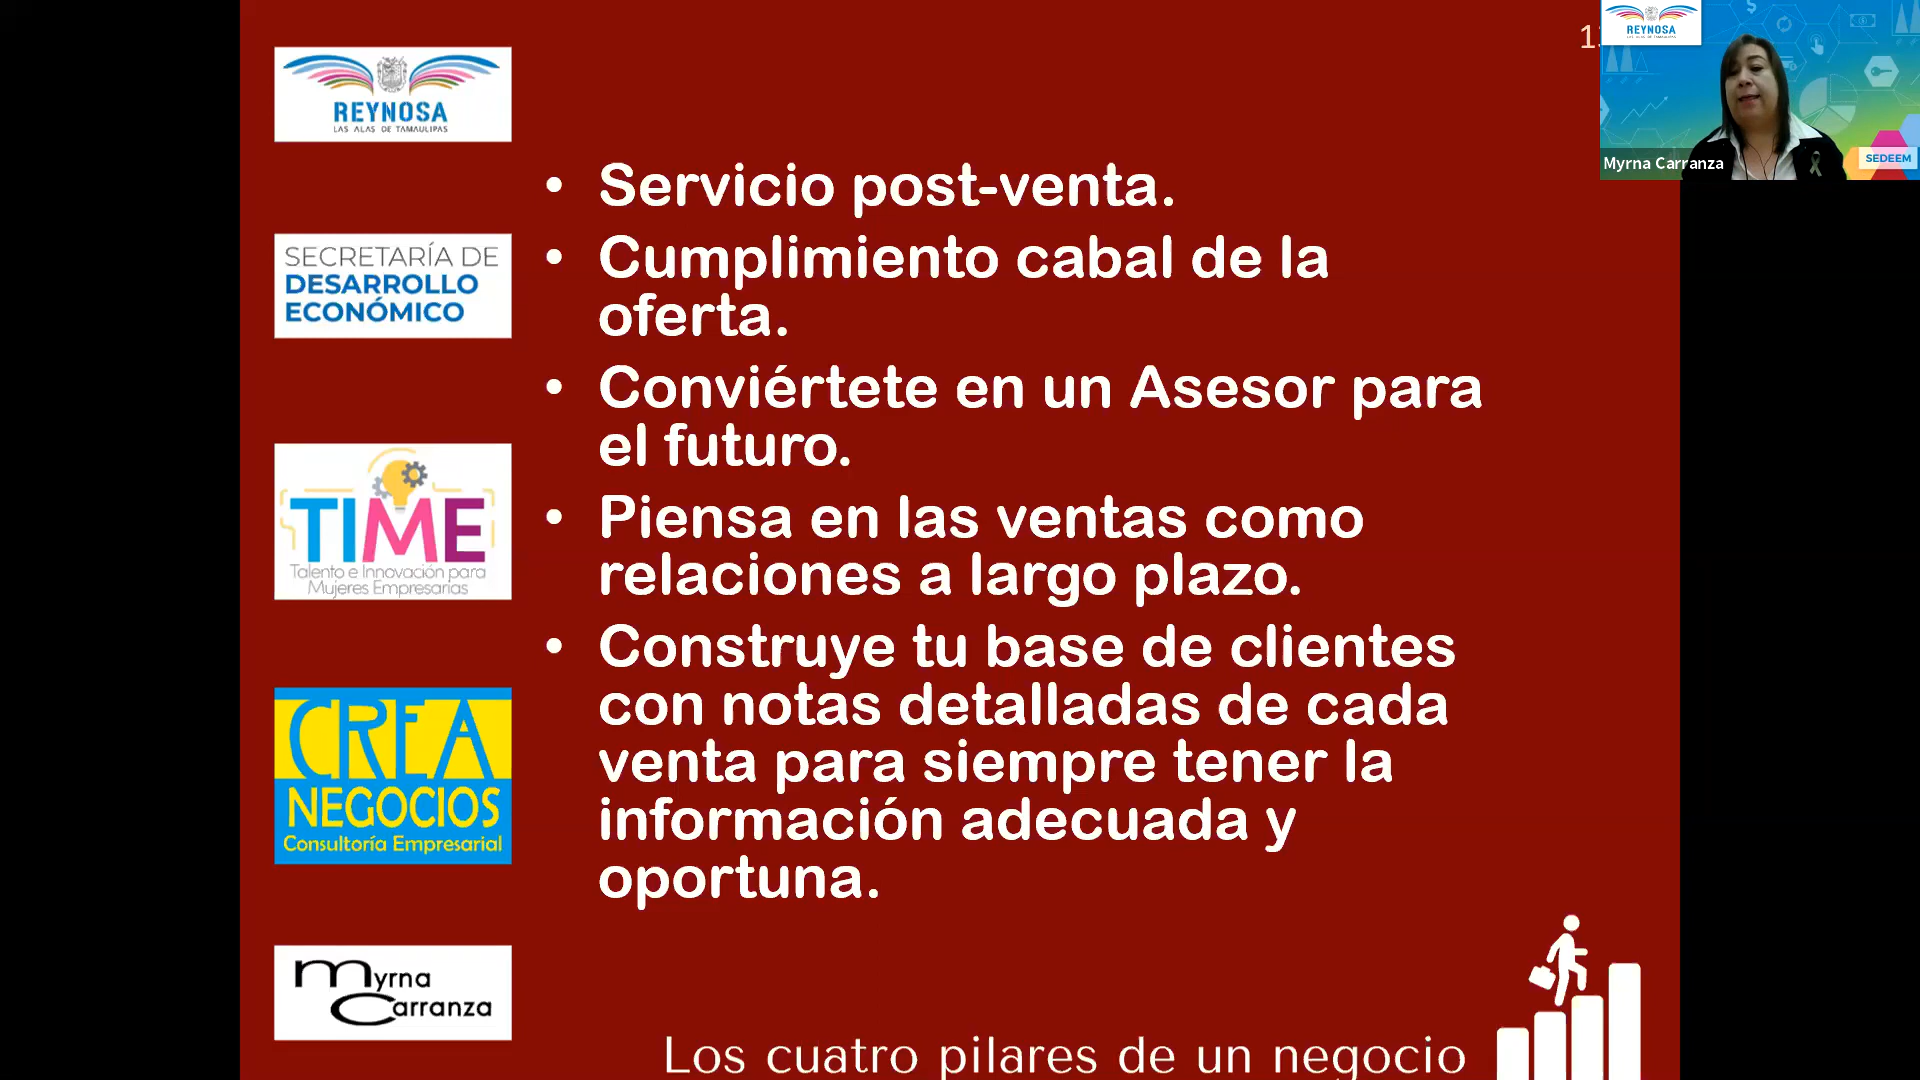 REYNOSA
LAS ALAS DE TAMAULIPAS
SECRETARÍA DE
DESARROLLO
ECONÓMICO
TIME
Talento e Innovación para
Mujeres Empresarias
CREA
NEGOCIOS
Consultoría Empresarial
Myrna
Carranza
• Servicio post-venta.
• Cumplimiento cabal de la
oferta.
• Conviértete en un Asesor para
el futuro.
• Piensa en las ventas como
relaciones a largo plazo.
• Construye tu base de clientes
con notas detalladas de cada
venta para siempre tener la
información adecuada y
oportuna.
Los cuatro pilares de un negocio
REYNOSA
Myrna Carranza
SEDEEM